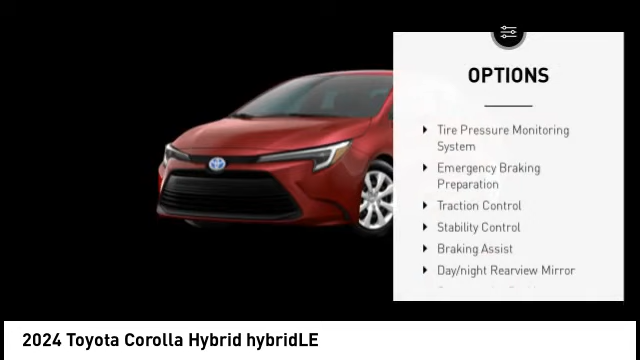 OPTIONS
Tire Pressure Monitoring
System
Emergency Braking
Preparation
Traction Control
Stability Control
Braking Assist
Day/night Rearview Mirror
2024 Toyota Corolla Hybrid hybridLE